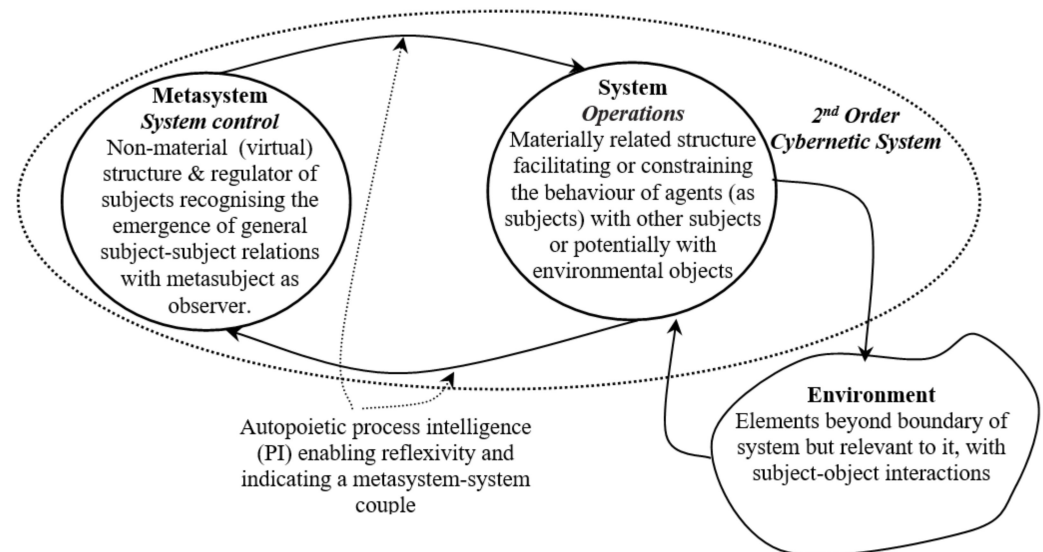 Metasystem
System control
Non-material (virtual)
structure & regulator of
subjects recognising the
emergence of general
subject-subject relations
with metasubject as
observer.
System
Operations
Materially related structure
facilitating or constraining
the behaviour of agents (as
subjects) with other subjects
or potentially with
environmental objects
2nd Order
Cybernetic System
Autopoietic process intelligence
(PI) enabling reflexivity and
indicating a metasystem-system
couple
Environment
Elements beyond boundary of
system but relevant to it, with
subject-object interactions